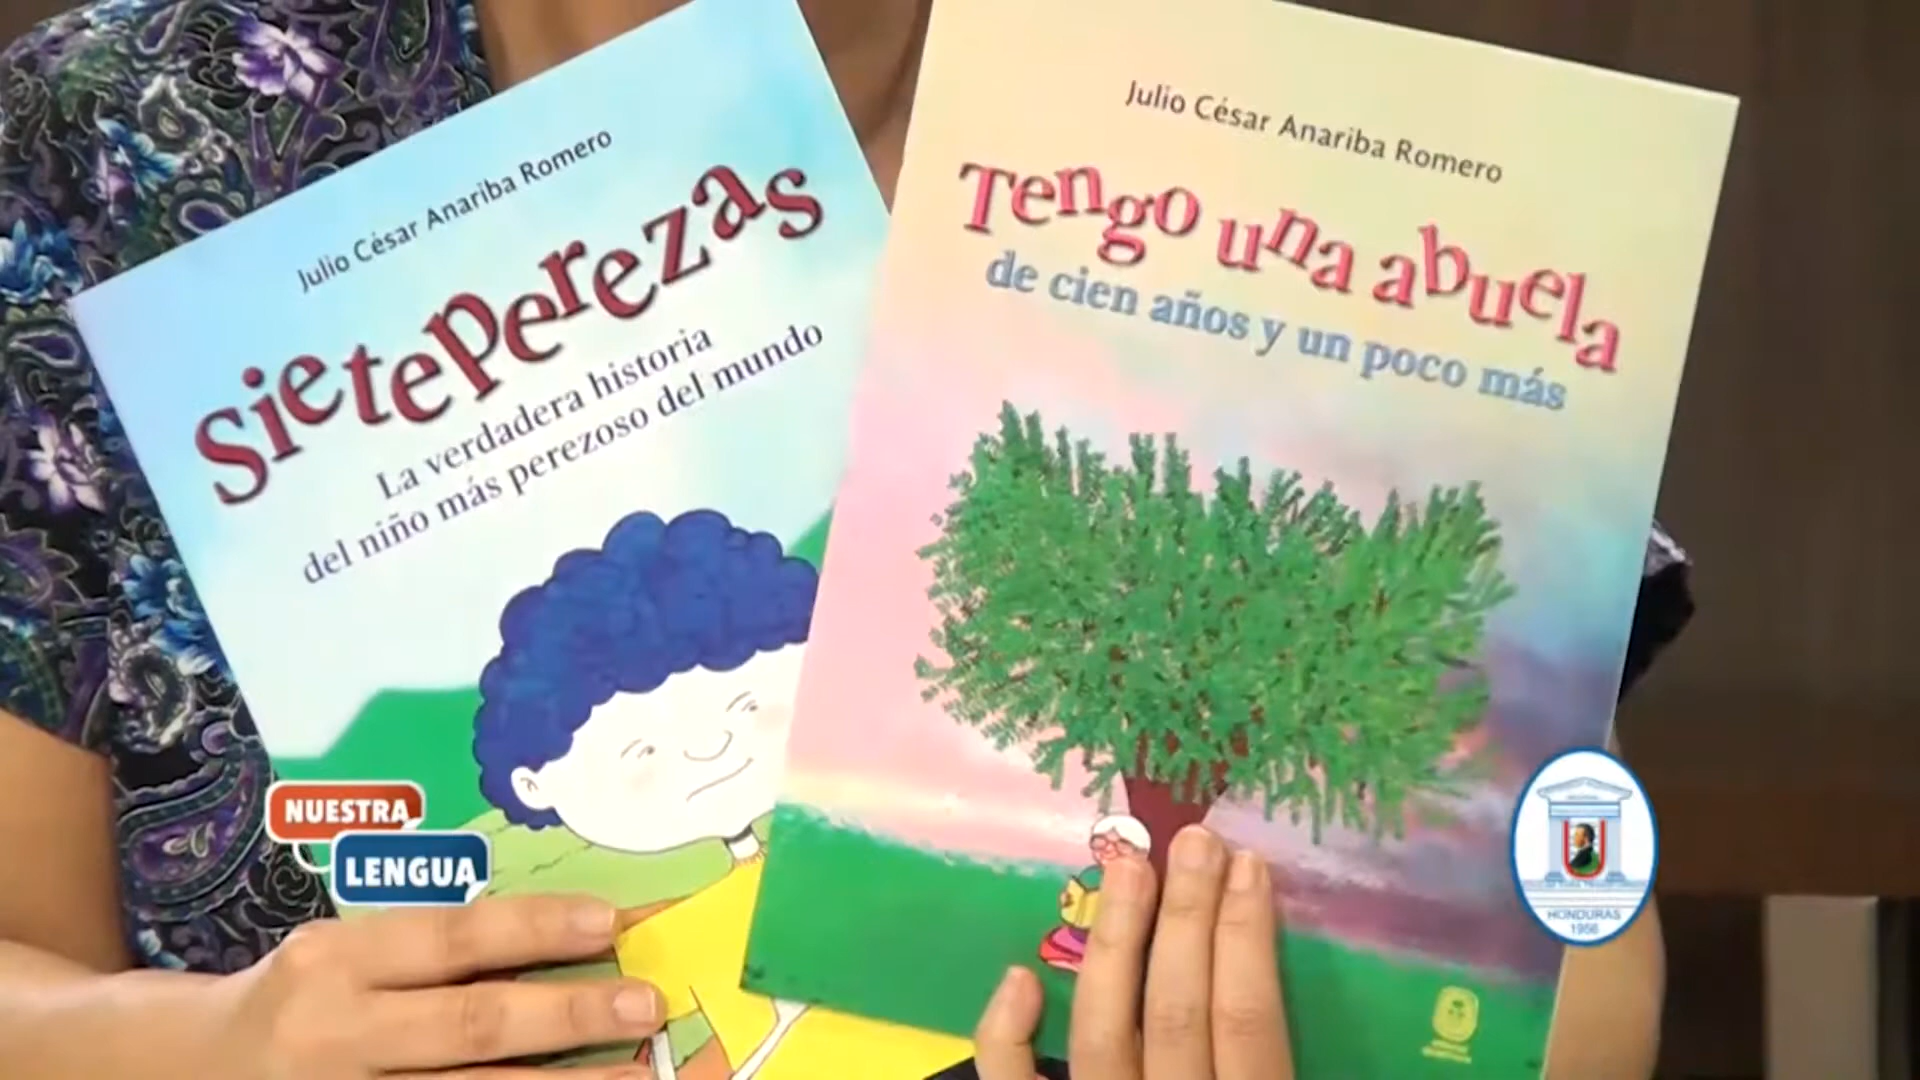 Julio César Anariba Romero
Sieteperezas
La verdadera historia
del niño más perezoso del mundo
Julio César Anariba Romero
Tengo una abuela
de cien años y un poco más
NUESTRA
LENGUA
HONDURAS
1956